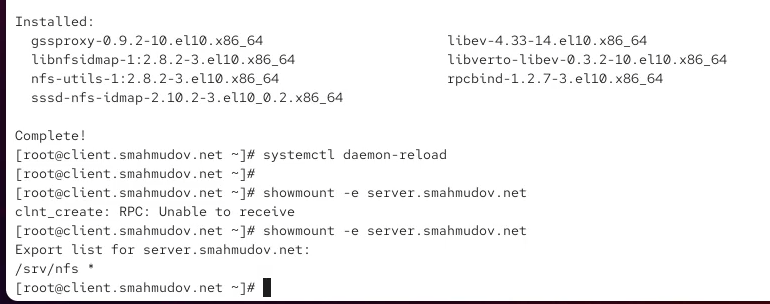 Installed:
gssproxy-0.9.2-10.el10.x86_64 libev-4.33-14.el10.x86_64
libnfsidmap-1:2.8.2-3.el10.x86_64 libverto-libev-0.3.2-10.el10.x86_64
nfs-utils-1:2.8.2-3.el10.x86_64 rpcbind-1.2.7-3.el10.x86_64
sssd-nfs-idmap-2.10.2-3.el10_0.2.x86_64
Complete!
[root@client.smahmudov.net ~]# systemctl daemon-reload
[root@client.smahmudov.net ~]#
[root@client.smahmudov.net ~]# showmount -e server.smahmudov.net
clnt_create: RPC: Unable to receive
[root@client.smahmudov.net ~]# showmount -e server.smahmudov.net
Export list for server.smahmudov.net:
/srv/nfs *
[root@client.smahmudov.net ~]#